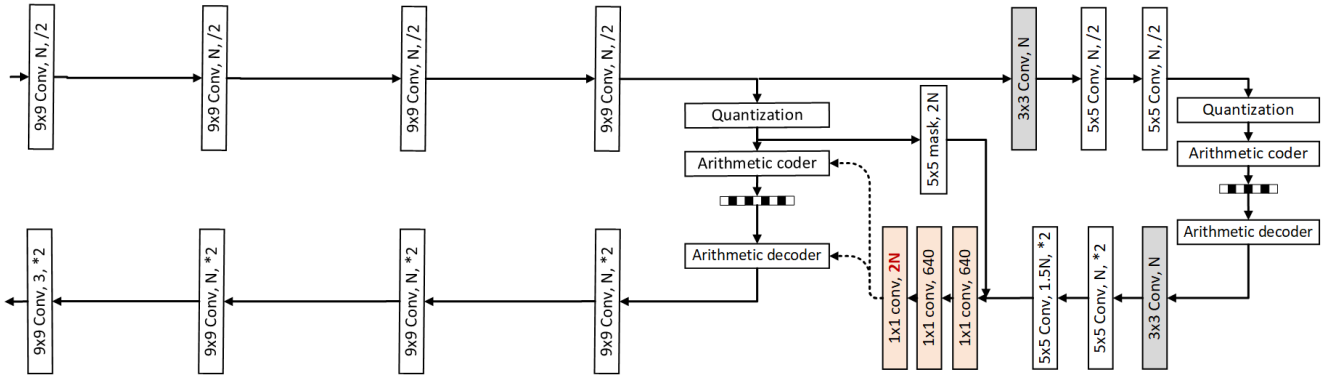 9x9 Conv, N, /2
9x9 Conv, N, /2
9x9 Conv, N, /2
9x9 Conv, N, /2
3x3 Conv, N
5x5 Conv, N, /2
5x5 Conv, N, /2
Quantization
Arithmetic coder
Arithmetic decoder
5x5 mask, 2N
Quantization
Arithmetic coder
Arithmetic decoder
9x9 Conv, 3, *2
9x9 Conv, N, *2
9x9 Conv, N, *2
9x9 Conv, N, *2
1x1 conv, 2N
1x1 conv, 640
1x1 conv, 640
5x5 Conv, 1.5N, *2
5x5 Conv, N, *2
3x3 Conv, N